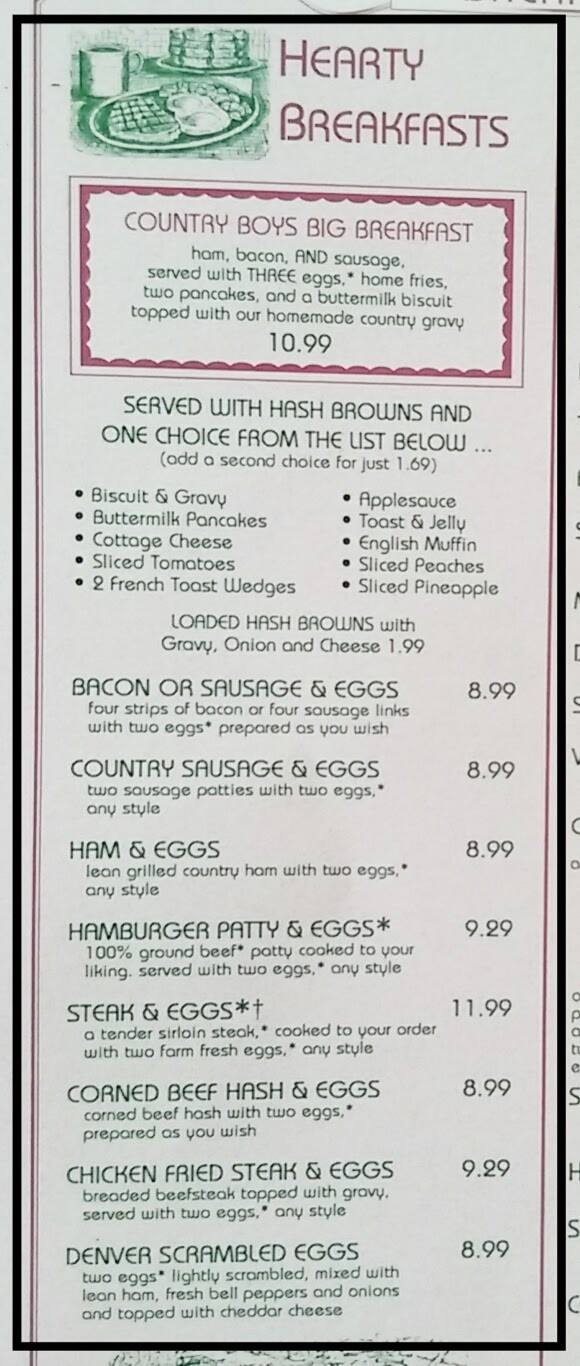 HEARTY
BREAKFASTS
COUNTRY BOYS BIG BREAKFAST
ham, bacon, AND sausage,
served with THREE eggs,* home fries,
two pancakes, and a buttermilk biscuit
topped with our homemade country gravy
10.99
SERVED WITH HASH BROWNS AND
ONE CHOICE FROM THE LIST BELOW ...
(add a second choice for just 1.69)
• Biscuit & Gravy
• Buttermilk Pancakes
• Cottage Cheese
• Sliced Tomatoes
• 2 French Toast Wedges
• Applesauce
• Toast & Jelly
• English Muffin
• Sliced Peaches
• Sliced Pineapple
LOADED HASH BROWNS with
Gravy, Onion and Cheese 1.99
BACON OR SAUSAGE & EGGS 8.99
four strips of bacon or four sausage links
with two eggs* prepared as you wish
COUNTRY SAUSAGE & EGGS 8.99
two sausage patties with two eggs,*
any style
HAM & EGGS 8.99
lean grilled country ham with two eggs,*
any style
HAMBURGER PATTY & EGGS* 9.29
100% ground beef* patty cooked to your
liking. served with two eggs,* any style
STEAK & EGGS*† 11.99
a tender sirloin steak,* cooked to your order
with two farm fresh eggs,* any style
CORNED BEEF HASH & EGGS 8.99
corned beef hash with two eggs,*
prepared as you wish
CHICKEN FRIED STEAK & EGGS 9.29
breaded beefsteak topped with gravy,
served with two eggs,* any style
DENVER SCRAMBLED EGGS 8.99
two eggs* lightly scrambled, mixed with
lean ham, fresh bell peppers and onions
and topped with cheddar cheese